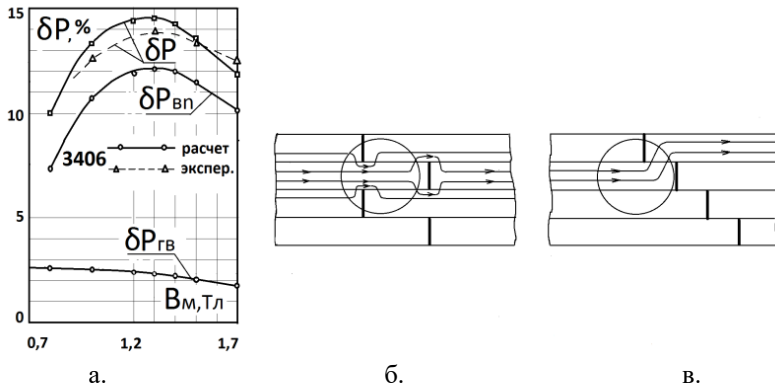 15
δP,%
δP
δPвп
10
3406
расчет
экспер.
5
δPгв
Bм,Тл
0
0,7
1,2
1,7
а.
б.
в.